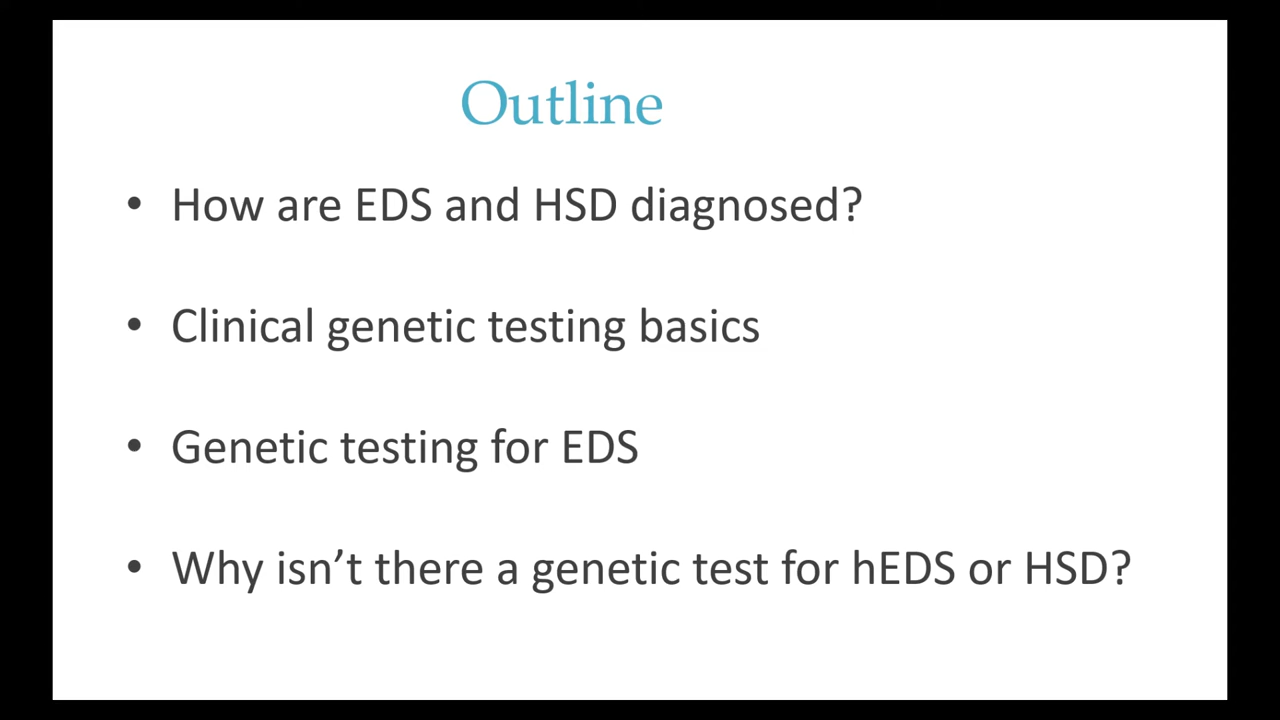 Outline
• How are EDS and HSD diagnosed?
• Clinical genetic testing basics
• Genetic testing for EDS
• Why isn’t there a genetic test for hEDS or HSD?